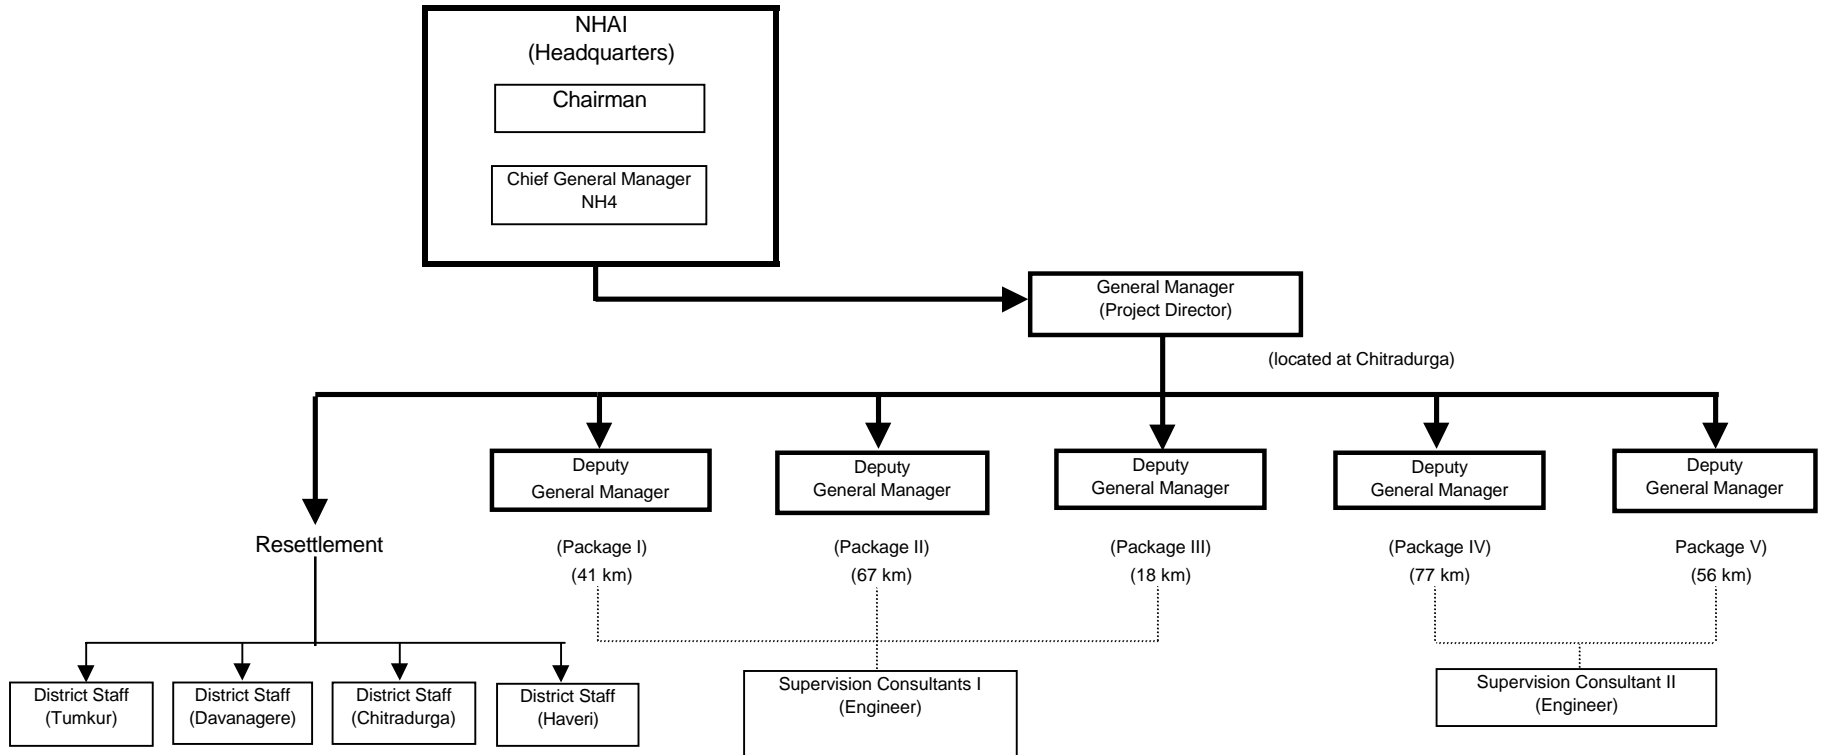 NHAI
(Headquarters)
Chairman
Chief General Manager
NH4
General Manager
(Project Director)
(located at Chitradurga)
Deputy
General Manager
Deputy
General Manager
Deputy
General Manager
Deputy
General Manager
Deputy
General Manager
Resettlement
(Package I)
(41 km)
(Package II)
(67 km)
(Package III)
(18 km)
(Package IV)
(77 km)
Package V)
(56 km)
District Staff
(Tumkur)
District Staff
(Davanagere)
District Staff
(Chitradurga)
District Staff
(Haveri)
Supervision Consultants I
(Engineer)
Supervision Consultant II
(Engineer)